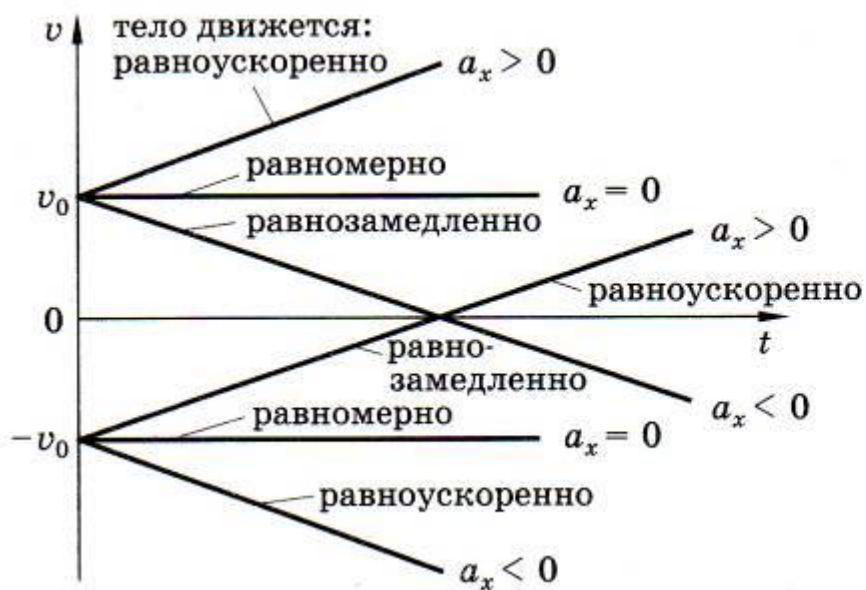 v
тело движется:
равноускоренно
aₓ > 0
равномерно
v₀
aₓ = 0
равнозамедленно
aₓ > 0
равноускоренно
0
t
равно-
замедленно
aₓ < 0
равномерно
−v₀
aₓ = 0
равноускоренно
aₓ < 0